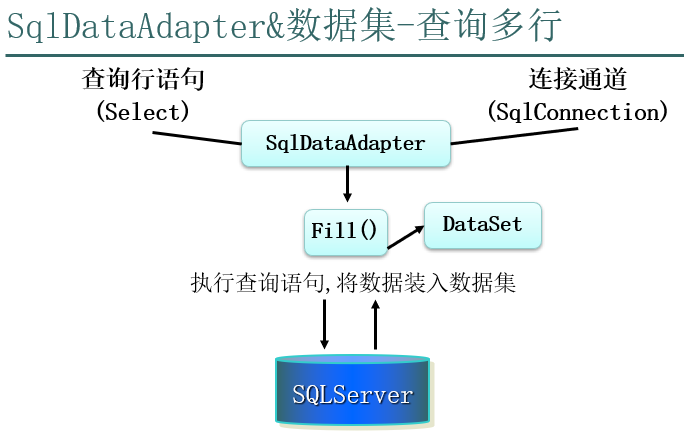 SqlDataAdapter&数据集-查询多行
查询行语句
(Select)
连接通道
(SqlConnection)
SqlDataAdapter
Fill()
DataSet
执行查询语句,将数据装入数据集
SQLServer